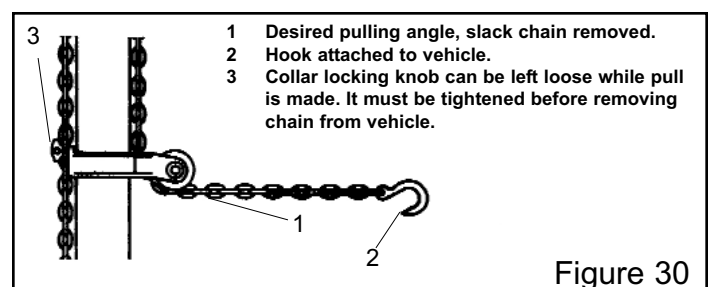 3
1 Desired pulling angle, slack chain removed.
2 Hook attached to vehicle.
3 Collar locking knob can be left loose while pull
is made. It must be tightened before removing
chain from vehicle.
1
2
Figure 30